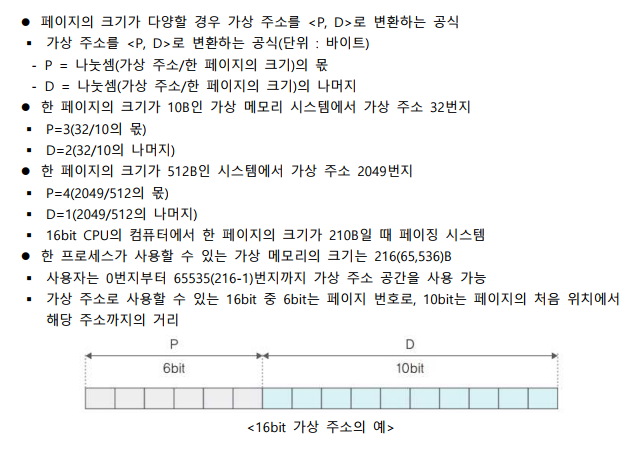 ● 페이지의 크기가 다양할 경우 가상 주소를 <P, D>로 변환하는 공식
▪ 가상 주소를 <P, D>로 변환하는 공식(단위 : 바이트)
- P = 나눗셈(가상 주소/한 페이지의 크기)의 몫
- D = 나눗셈(가상 주소/한 페이지의 크기)의 나머지
● 한 페이지의 크기가 10B인 가상 메모리 시스템에서 가상 주소 32번지
▪ P=3(32/10의 몫)
▪ D=2(32/10의 나머지)
● 한 페이지의 크기가 512B인 시스템에서 가상 주소 2049번지
▪ P=4(2049/512의 몫)
▪ D=1(2049/512의 나머지)
▪ 16bit CPU의 컴퓨터에서 한 페이지의 크기가 210B일 때 페이징 시스템
● 한 프로세스가 사용할 수 있는 가상 메모리의 크기는 216(65,536)B
▪ 사용자는 0번지부터 65535(216-1)번지까지 가상 주소 공간을 사용 가능
▪ 가상 주소로 사용할 수 있는 16bit 중 6bit는 페이지 번호로, 10bit는 페이지의 처음 위치에서
해당 주소까지의 거리
P D
6bit 10bit
<16bit 가상 주소의 예>